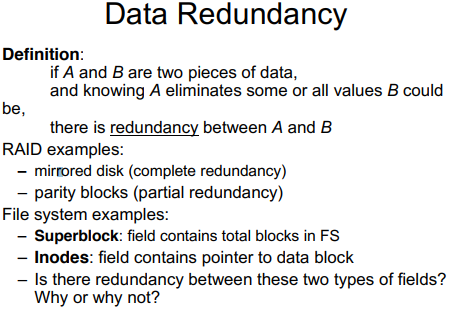 Data Redundancy
Definition:
if A and B are two pieces of data,
and knowing A eliminates some or all values B could
be,
there is redundancy between A and B
RAID examples:
– mirrored disk (complete redundancy)
– parity blocks (partial redundancy)
File system examples:
– Superblock: field contains total blocks in FS
– Inodes: field contains pointer to data block
– Is there redundancy between these two types of fields?
Why or why not?